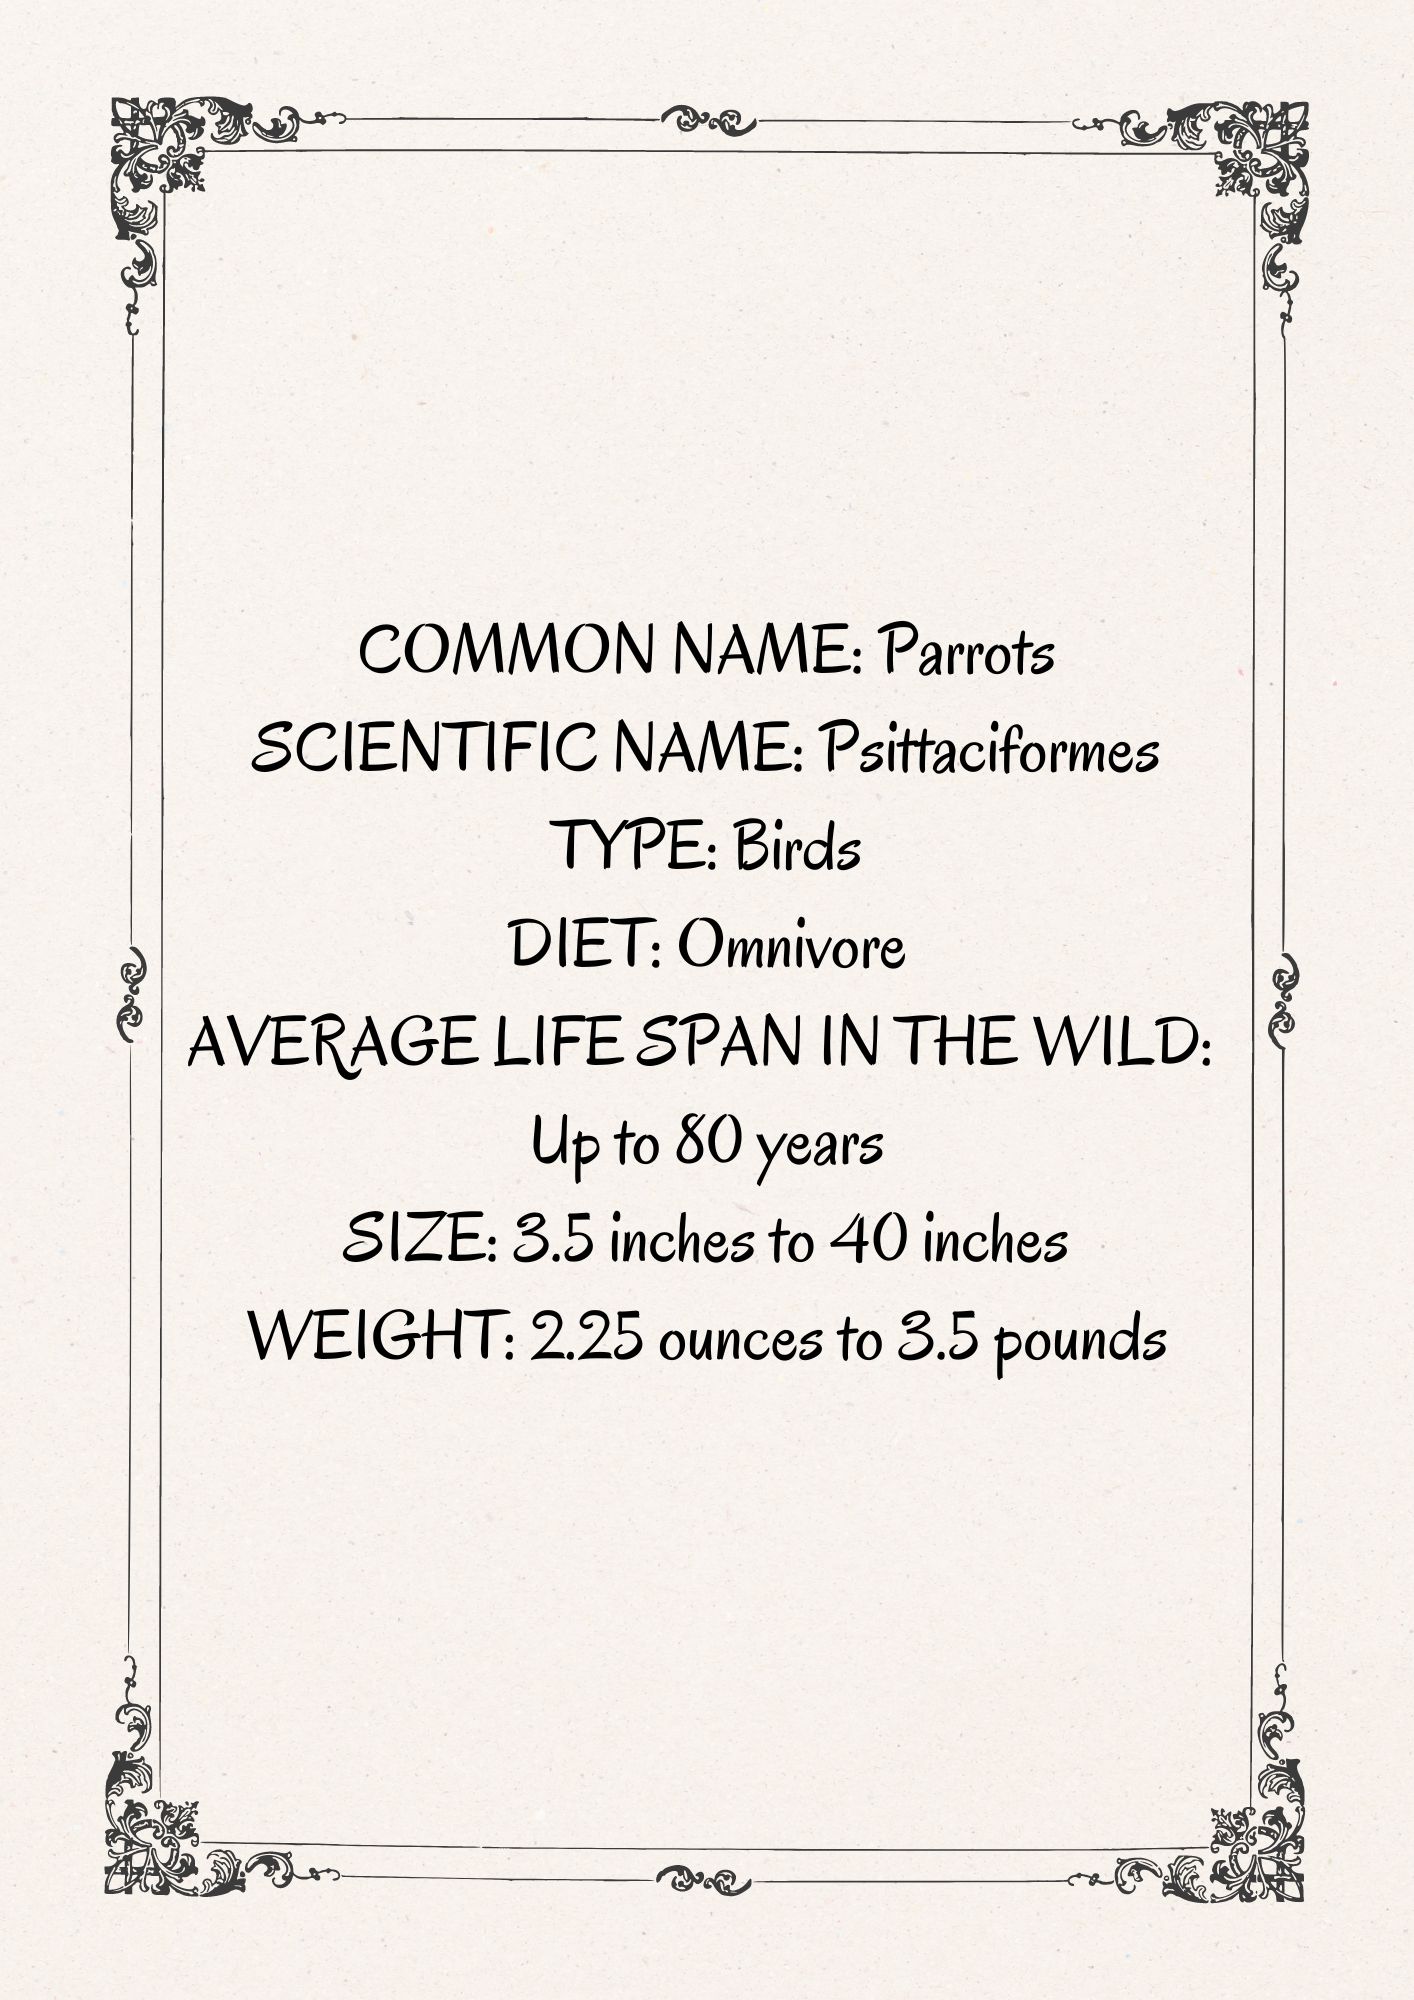 COMMON NAME: Parrots
SCIENTIFIC NAME: Psittaciformes
TYPE: Birds
DIET: Omnivore
AVERAGE LIFE SPAN IN THE WILD:
Up to 80 years
SIZE: 3.5 inches to 40 inches
WEIGHT: 2.25 ounces to 3.5 pounds